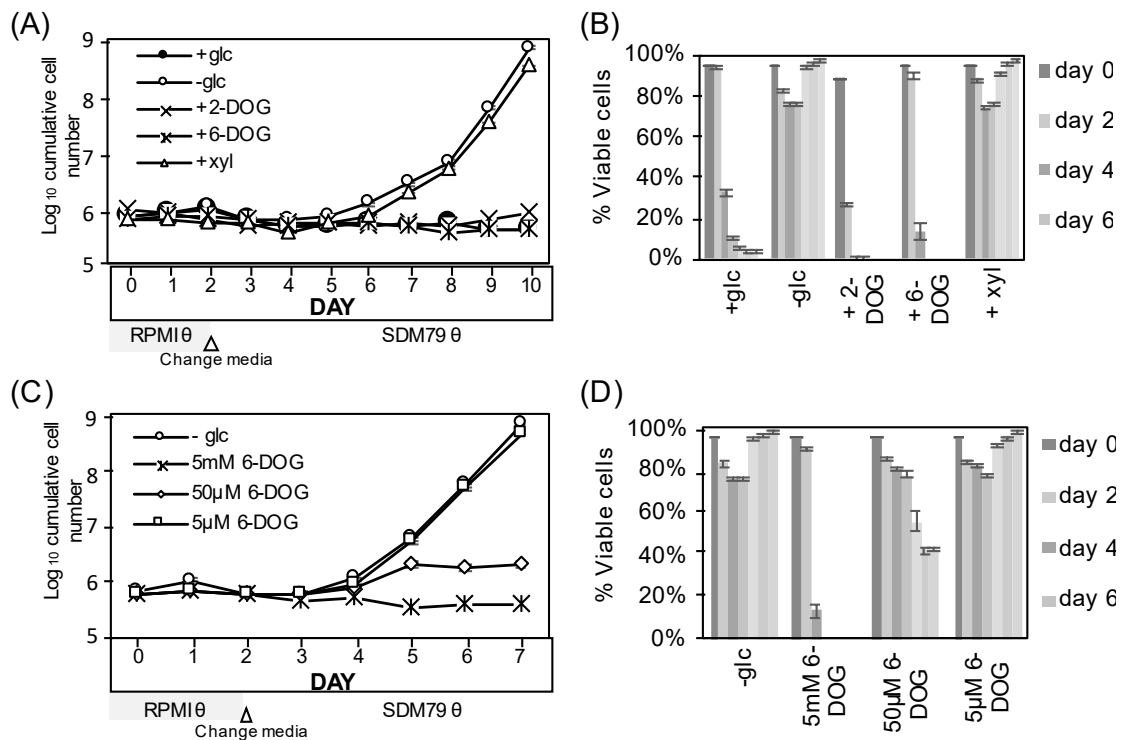 (A)
9
8
7
6
5
Log 10 cumulative cell
number
+glc
-glc
+2-DOG
+6-DOG
+xyl
0 1 2 3 4 5 6 7 8 9 10
DAY
RPMIθ
SDM79 θ
Change media
(B)
100%
80%
60%
40%
20%
0%
% Viable cells
+glc
-glc
+ 2-
DOG
+ 6-
DOG
+ xyl
day 0
day 2
day 4
day 6
(C)
9
8
7
6
5
Log 10 cumulative cell
number
- glc
5mM 6-DOG
50µM 6-DOG
5µM 6-DOG
0 1 2 3 4 5 6 7
DAY
RPMIθ
SDM79 θ
Change media
(D)
100%
80%
60%
40%
20%
0%
% Viable cells
-glc
5mM 6-
DOG
50µM 6-
DOG
5µM 6-
DOG
day 0
day 2
day 4
day 6